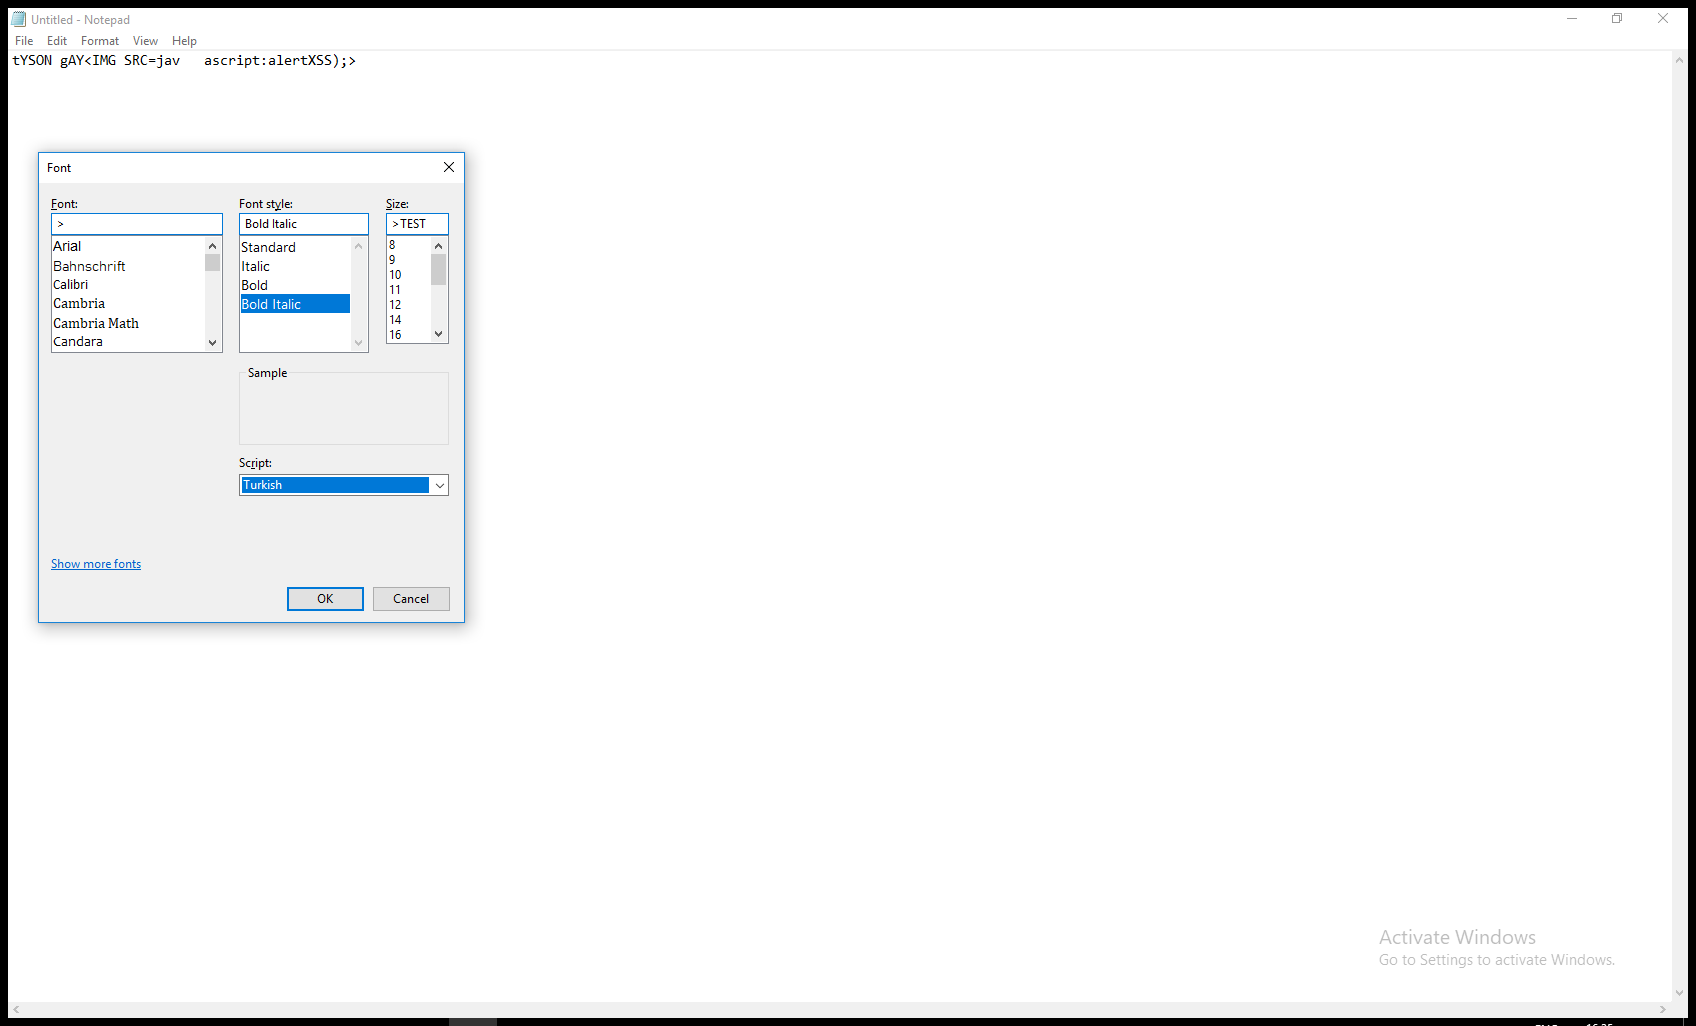 Untitled - Notepad
File Edit Format View Help
tYSON gAY<IMG SRC=jav   ascript:alertXSS);>
Font
Font: Font style: Size:
> Bold Italic >TEST
Arial
Bahnschrift
Calibri
Cambria
Cambria Math
Candara
Standard
Italic
Bold
Bold Italic
8
9
10
11
12
14
16
Sample
Script:
Turkish
Show more fonts
OK Cancel
Activate Windows
Go to Settings to activate Windows.